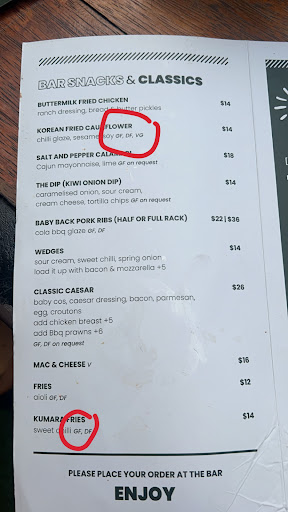 BAR SNACKS & CLASSICS
BUTTERMILK FRIED CHICKEN $14
ranch dressing, bread & butter pickles
KOREAN FRIED CAULIFLOWER $14
chilli glaze, sesame, soy GF, DF, VG
SALT AND PEPPER CALAMARI $18
Cajun mayonnaise, lime GF on request
THE DIP (KIWI ONION DIP) $14
caramelised onion, sour cream,
cream cheese, tortilla chips GF on request
BABY BACK PORK RIBS (HALF OR FULL RACK) $22 | $36
cola bbq glaze GF, DF
WEDGES $14
sour cream, sweet chilli, spring onion
load it up with bacon & mozzarella +5
CLASSIC CAESAR $26
baby cos, caesar dressing, bacon, parmesan,
egg, croutons
add chicken breast +5
add Bbq prawns +6
GF, DF on request
MAC & CHEESE V $16
FRIES $12
aioli GF, DF
KUMARA FRIES $14
sweet chilli GF, DF
PLEASE PLACE YOUR ORDER AT THE BAR
ENJOY